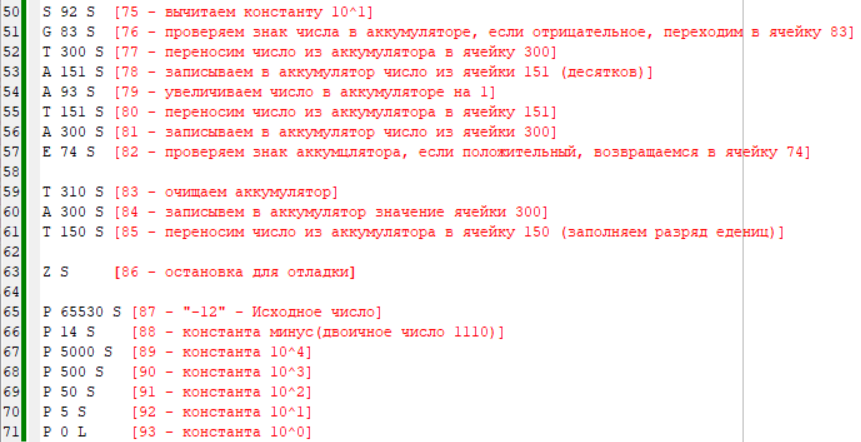 50 S 92 S [75 - вычитаем константу 10^1]
51 G 83 S [76 - проверяем знак числа в аккумуляторе, если отрицательное, переходим в ячейку 83]
52 T 300 S [77 - переносим число из аккумулятора в ячейку 300]
53 A 151 S [78 - записываем в аккумулятор число из ячейки 151 (десятков)]
54 A 93 S [79 - увеличиваем число в аккумуляторе на 1]
55 T 151 S [80 - переносим число из аккумулятора в ячейку 151]
56 A 300 S [81 - записываем в аккумулятор число из ячейки 300]
57 E 74 S [82 - проверяем знак аккумцлятора, если положительный, возвращаемся в ячейку 74]
58
59 T 310 S [83 - очищаем аккумулятор]
60 A 300 S [84 - записывем в аккумулятор значение ячейки 300]
61 T 150 S [85 - переносим число из аккумулятора в ячейку 150 (заполняем разряд едениц)]
62
63 Z S [86 - остановка для отладки]
64
65 P 65530 S [87 - "-12" - Исходное число]
66 P 14 S [88 - константа минус(двоичное число 1110)]
67 P 5000 S [89 - константа 10^4]
68 P 500 S [90 - константа 10^3]
69 P 50 S [91 - константа 10^2]
70 P 5 S [92 - константа 10^1]
71 P 0 L [93 - константа 10^0]